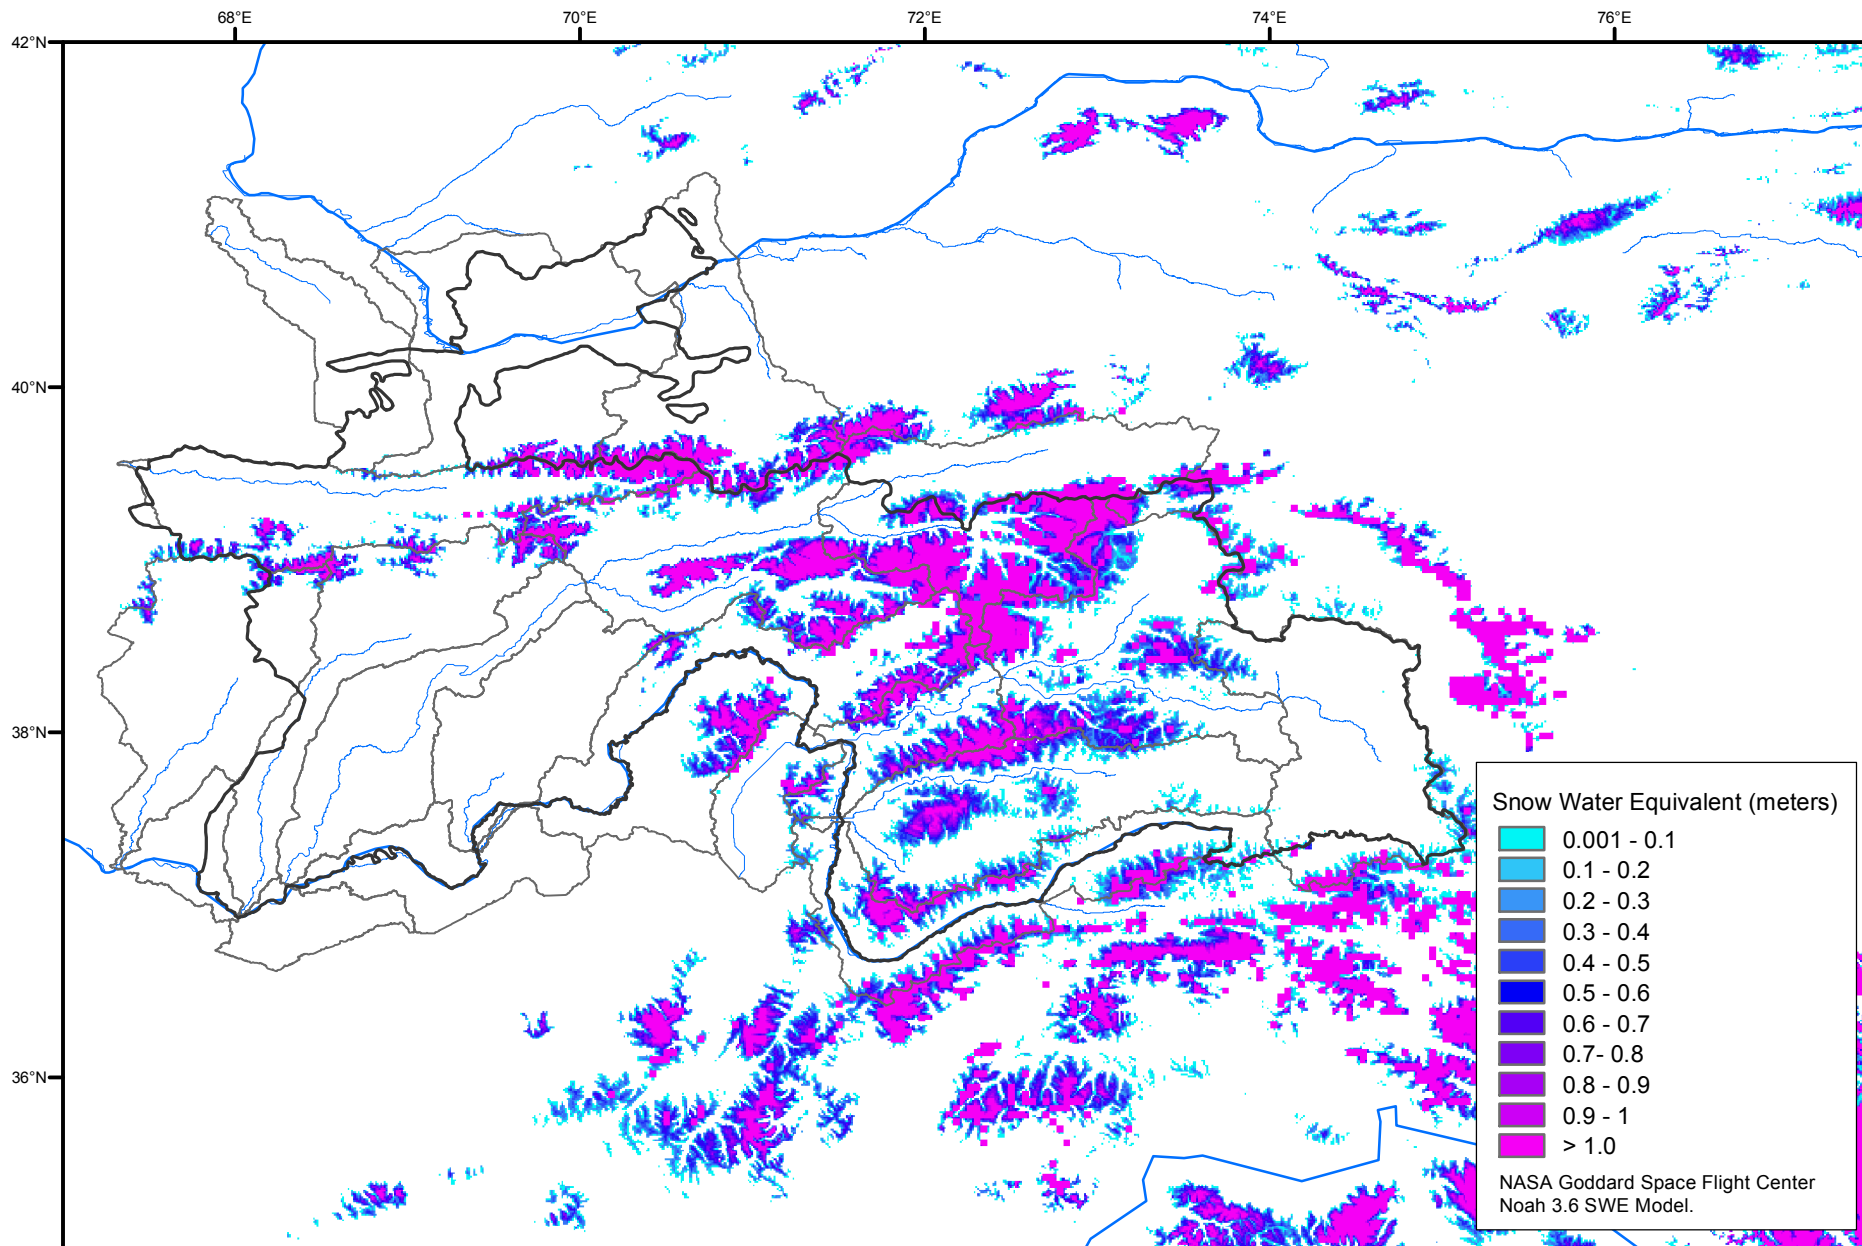 68°E 70°E 72°E 74°E 76°E
42°N
40°N
38°N
36°N
Snow Water Equivalent (meters)
0.001 - 0.1
0.1 - 0.2
0.2 - 0.3
0.3 - 0.4
0.4 - 0.5
0.5 - 0.6
0.6 - 0.7
0.7- 0.8
0.8 - 0.9
0.9 - 1
> 1.0
NASA Goddard Space Flight Center
Noah 3.6 SWE Model.